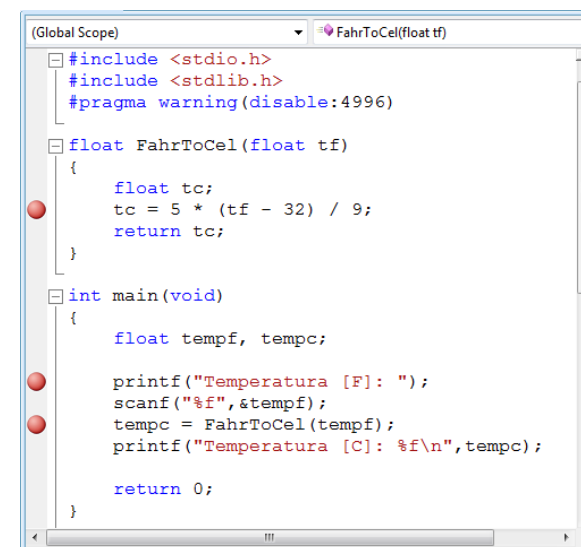 (Global Scope) FahrToCel(float tf)
#include <stdio.h>
#include <stdlib.h>
#pragma warning(disable:4996)
float FahrToCel(float tf)
{
    float tc;
    tc = 5 * (tf - 32) / 9;
    return tc;
}
int main(void)
{
    float tempf, tempc;
    printf("Temperatura [F]: ");
    scanf("%f",&tempf);
    tempc = FahrToCel(tempf);
    printf("Temperatura [C]: %f\n",tempc);
    return 0;
}